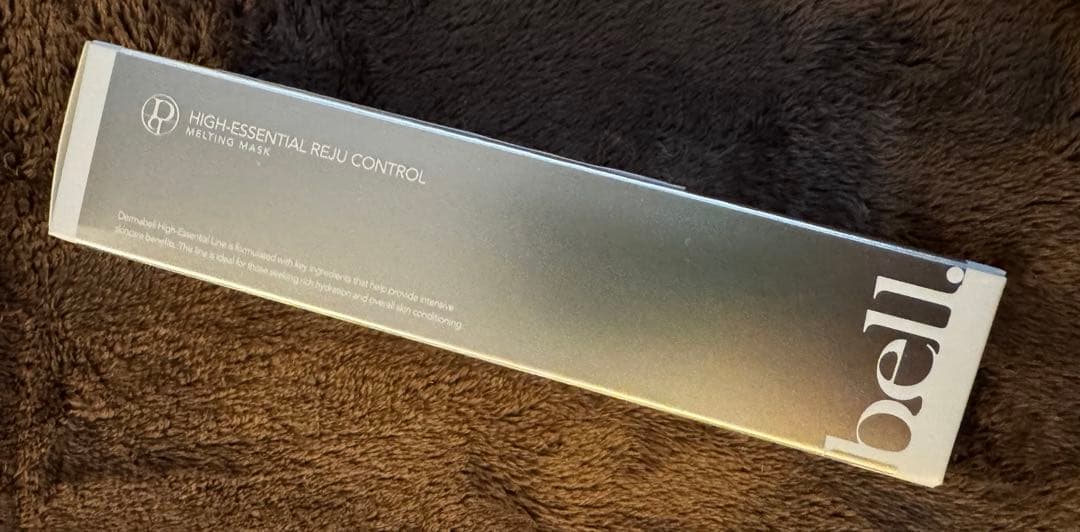 HIGH-ESSENTIAL REJU CONTROL
MELTING MASK
Dermabell High-Essential Line is formulated with key ingredients that help provide intensive
skincare benefits. This line is ideal for those seeking rich hydration and overall skin conditioning.
bell.